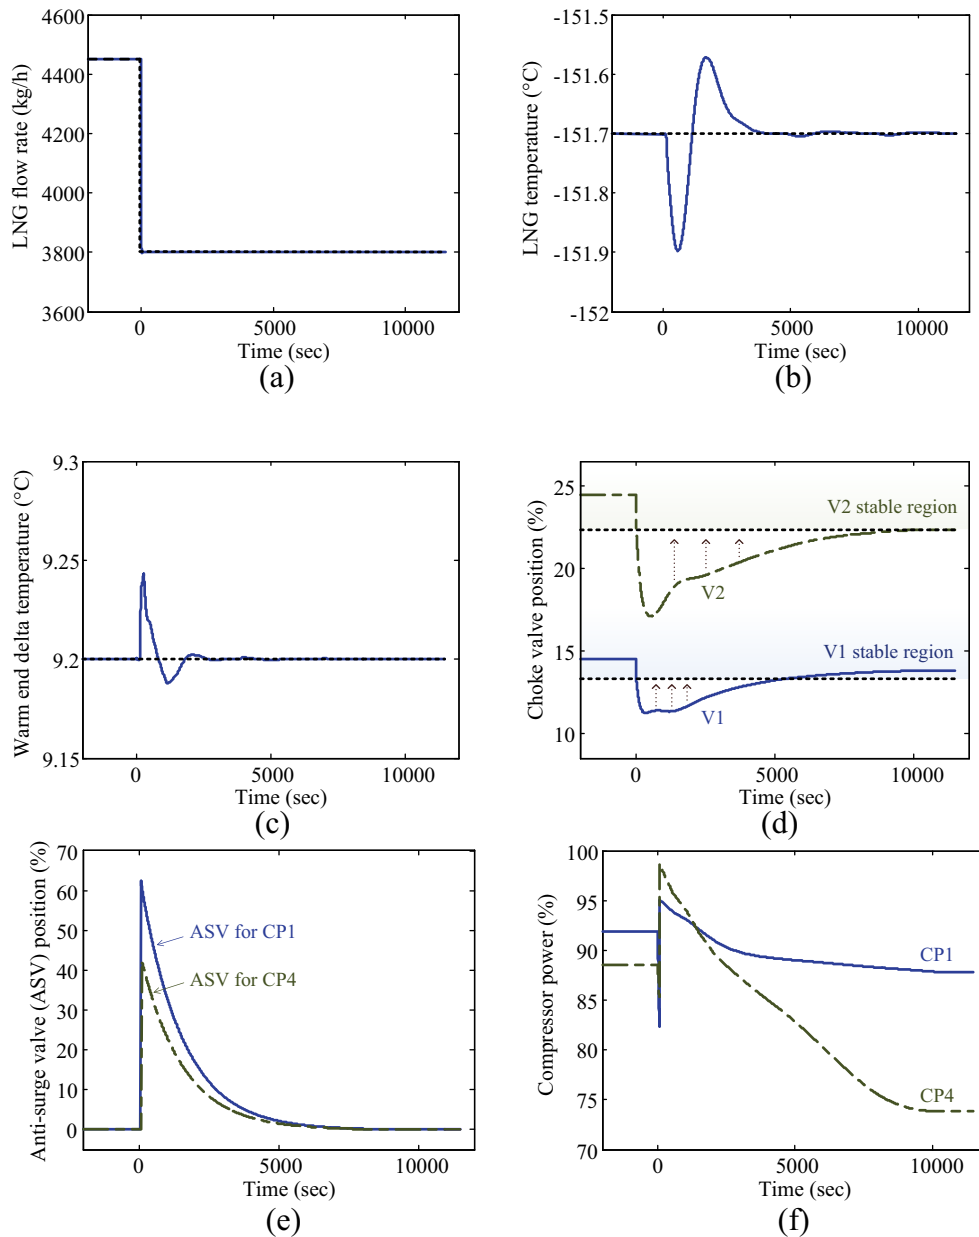 4600
4400
4200
4000
3800
3600
LNG flow rate (kg/h)
0
5000
10000
Time (sec)
(a)
-151.5
-151.6
-151.7
-151.8
-151.9
-152
LNG temperature (°C)
0
5000
10000
Time (sec)
(b)
9.3
9.25
9.2
9.15
Warm end delta temperature (°C)
0
5000
10000
Time (sec)
(c)
25
20
15
10
Choke valve position (%)
V2 stable region
V2
V1 stable region
V1
0
5000
10000
Time (sec)
(d)
70
60
50
40
30
20
10
0
Anti-surge valve (ASV) position (%)
ASV for CP1
ASV for CP4
0
5000
10000
Time (sec)
(e)
100
95
90
85
80
75
70
Compressor power (%)
CP1
CP4
0
5000
10000
Time (sec)
(f)